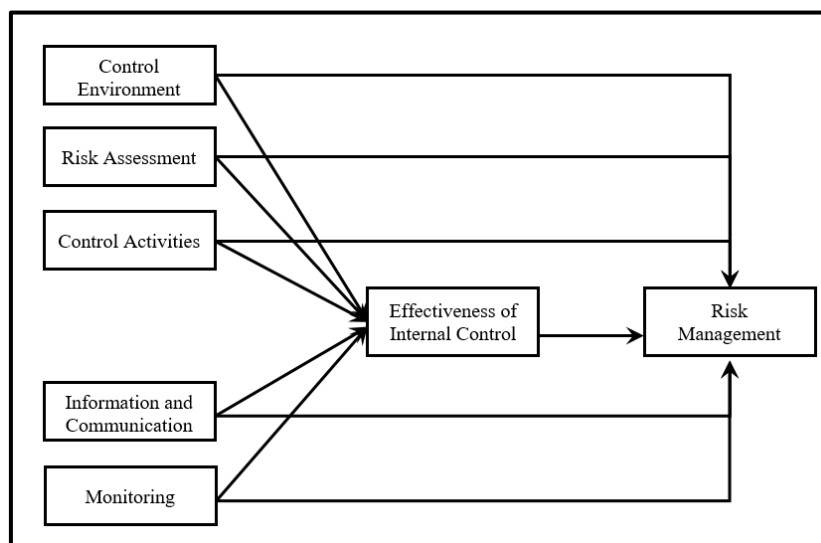 Control
Environment
Risk Assessment
Control Activities
Effectiveness of
Internal Control
Risk
Management
Information and
Communication
Monitoring